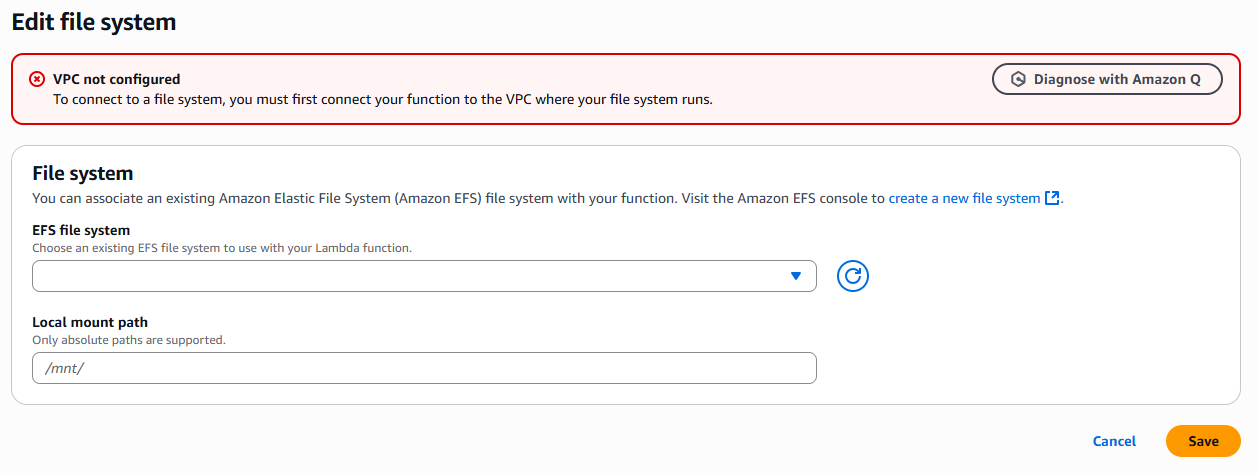 Edit file system
VPC not configured
Diagnose with Amazon Q
To connect to a file system, you must first connect your function to the VPC where your file system runs.
File system
You can associate an existing Amazon Elastic File System (Amazon EFS) file system with your function. Visit the Amazon EFS console to create a new file system.
EFS file system
Choose an existing EFS file system to use with your Lambda function.
Local mount path
Only absolute paths are supported.
/mnt/
Cancel
Save